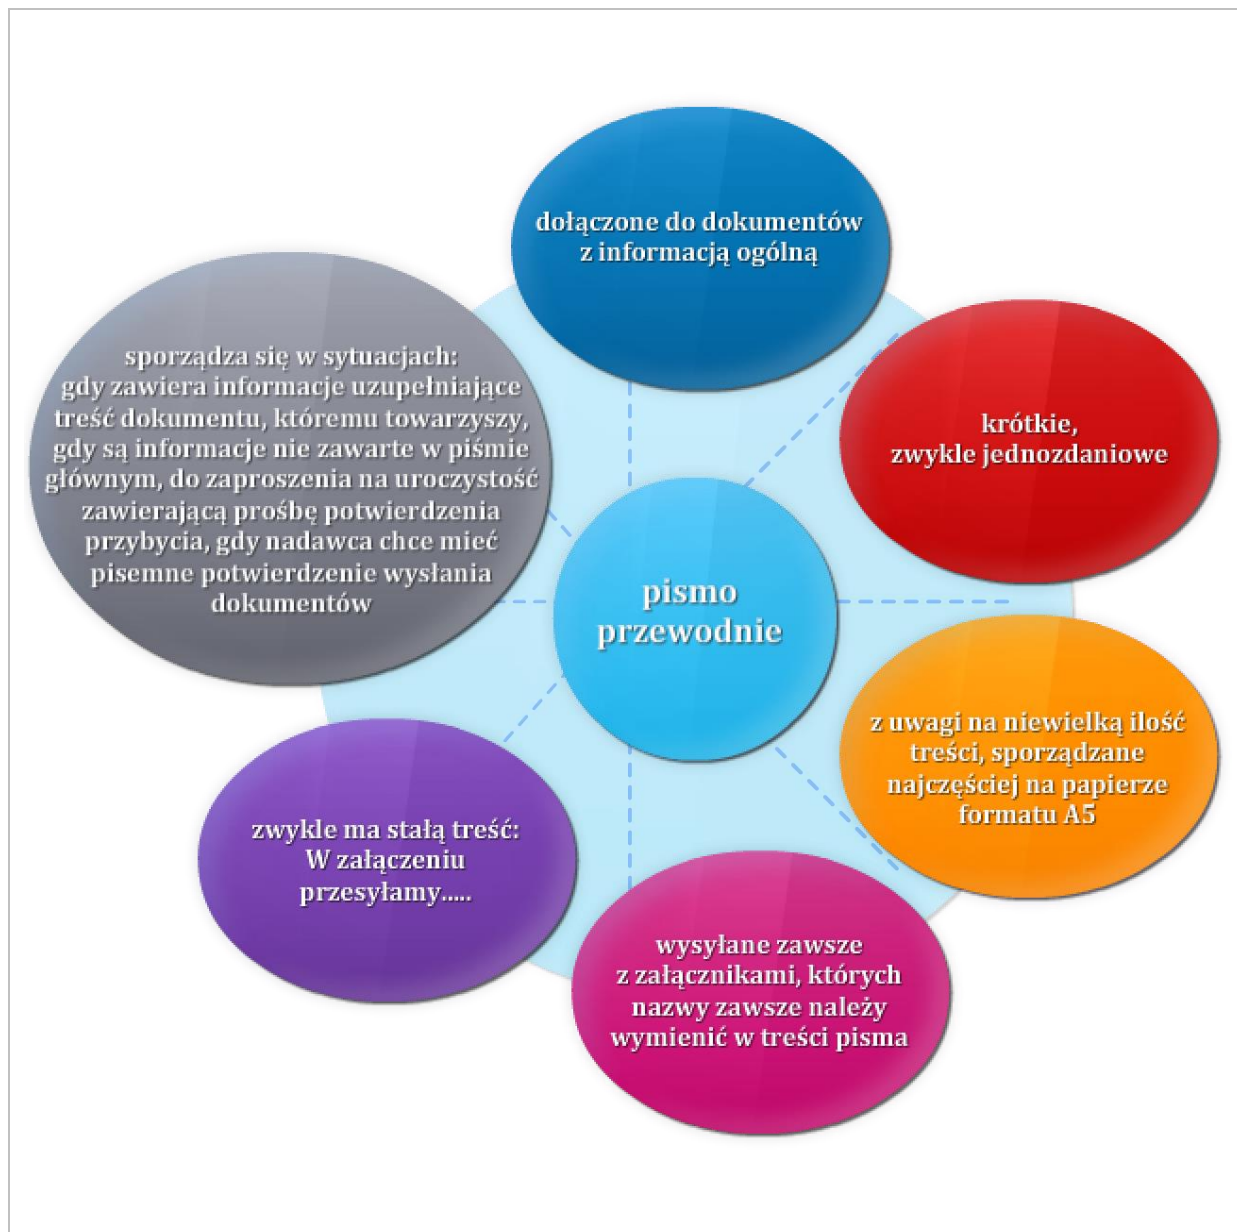 dołączone do dokumentów
z informacją ogólną
krótkie,
zwykle jednozdaniowe
z uwagi na niewielką ilość
treści, sporządzane
najczęściej na papierze
formatu A5
wysyłane zawsze
z załącznikami, których
nazwy zawsze należy
wymienić w treści pisma
zwykle ma stałą treść:
W załączeniu
przesyłamy.....
sporządza się w sytuacjach:
gdy zawiera informacje uzupełniające
treść dokumentu, któremu towarzyszy,
gdy są informacje nie zawarte w piśmie
głównym, do zaproszenia na uroczystość
zawierającą prośbę potwierdzenia
przybycia, gdy nadawca chce mieć
pisemne potwierdzenie wysłania
dokumentów
pismo
przewodnie